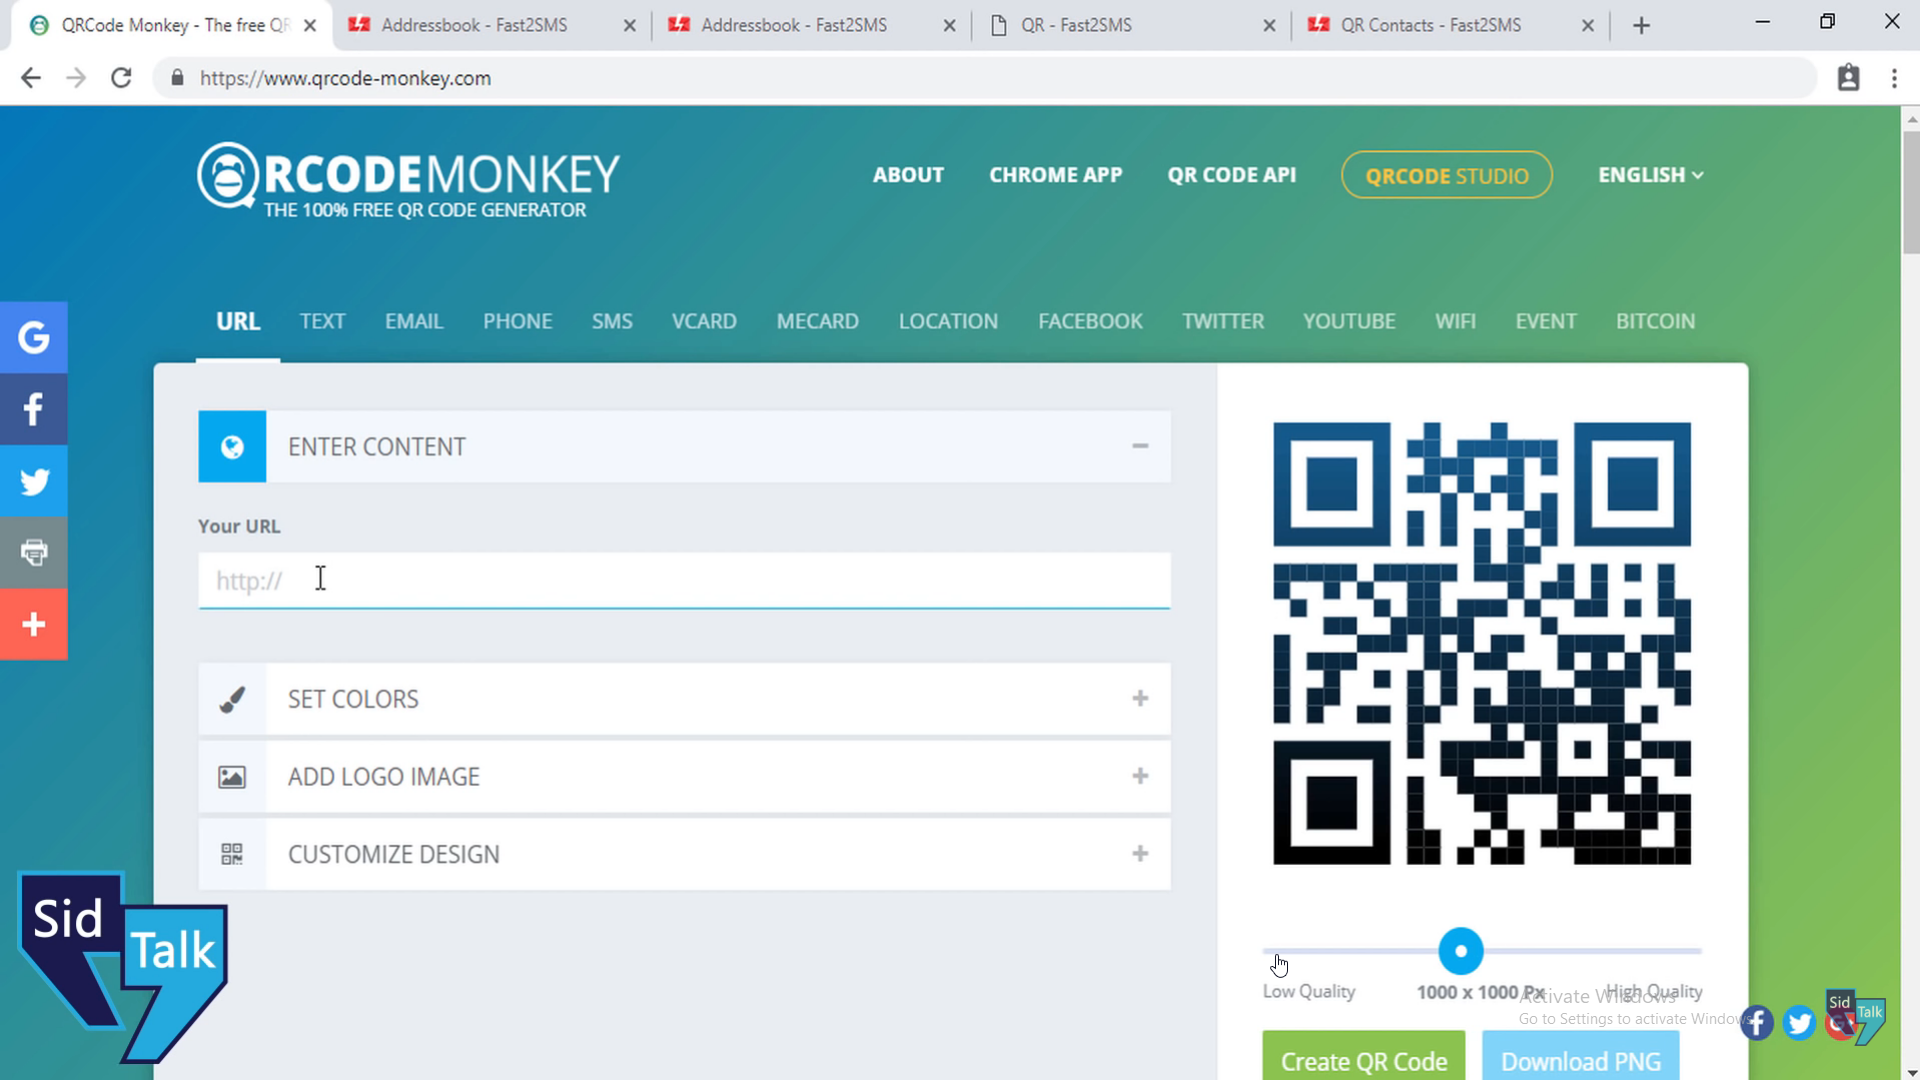 QRCode Monkey - The free QR
Addressbook - Fast2SMS
Addressbook - Fast2SMS
QR - Fast2SMS
QR Contacts - Fast2SMS
https://www.qrcode-monkey.com
QRCODEMONKEY
THE 100% FREE QR CODE GENERATOR
ABOUT CHROME APP QR CODE API QRCODE STUDIO ENGLISH
URL TEXT EMAIL PHONE SMS VCARD MECARD LOCATION FACEBOOK TWITTER YOUTUBE WIFI EVENT BITCOIN
G
f
ENTER CONTENT
Your URL
http://
SET COLORS
ADD LOGO IMAGE
CUSTOMIZE DESIGN
Low Quality 1000 x 1000 Px High Quality
Activate Windows
Go to Settings to activate Windows
Create QR Code Download PNG
Sid
Talk
f
G+
Sid
Talk